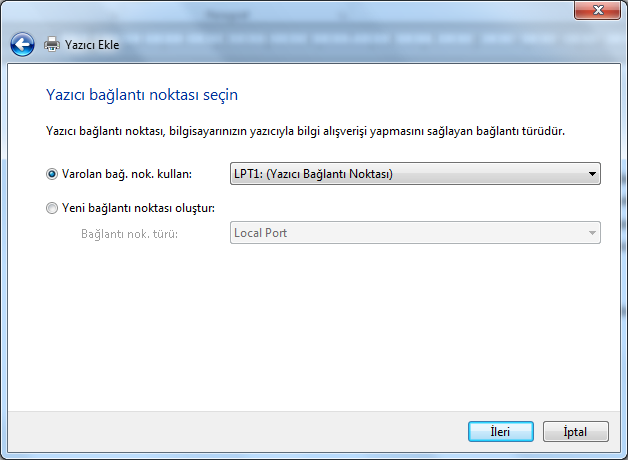 Yazıcı Ekle
Yazıcı bağlantı noktası seçin
Yazıcı bağlantı noktası, bilgisayarınızın yazıcıyla bilgi alışverişi yapmasını sağlayan bağlantı türüdür.
Varolan bağ. nok. kullan: LPT1: (Yazıcı Bağlantı Noktası)
Yeni bağlantı noktası oluştur:
Bağlantı nok. türü: Local Port
İleri İptal